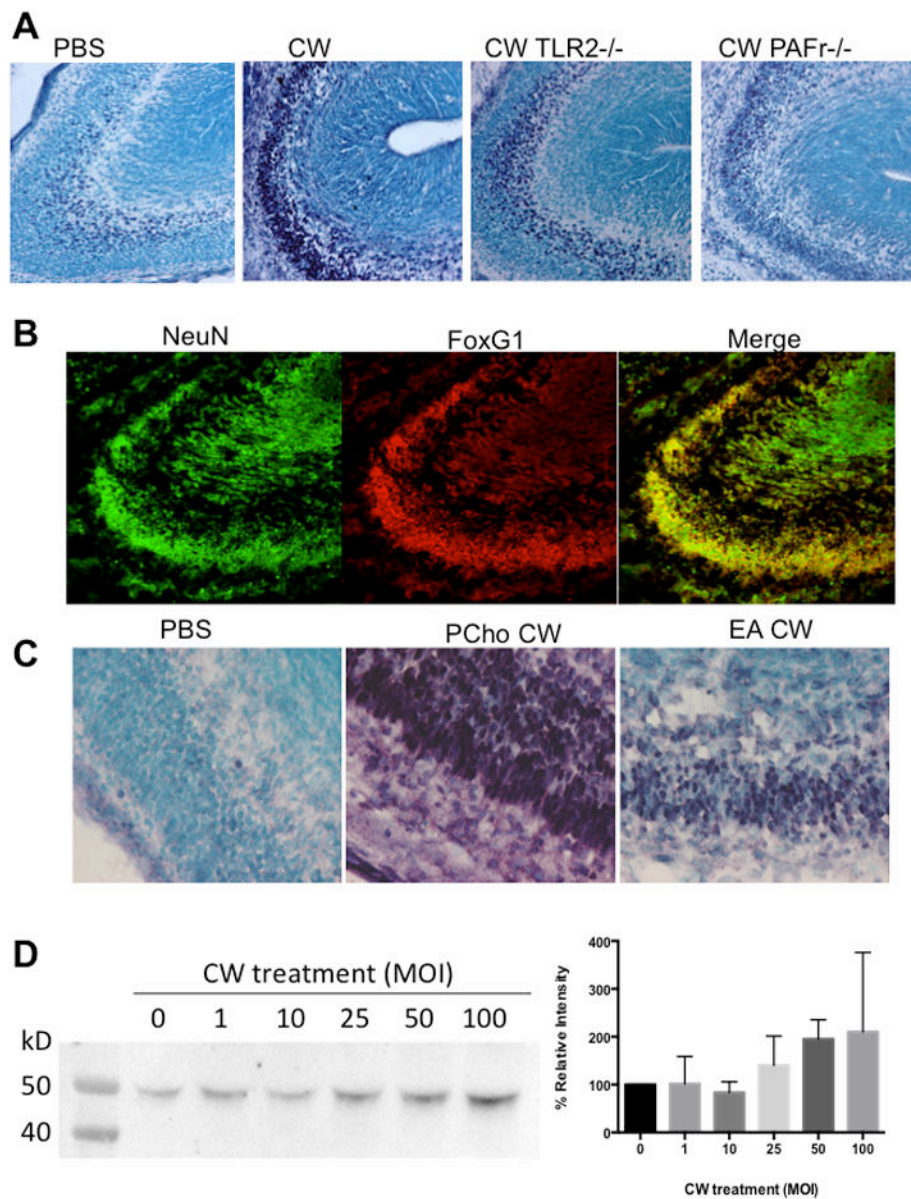 A
PBS CW CW TLR2-/- CW PAFr-/-
B
NeuN FoxG1 Merge
C
PBS PCho CW EA CW
D
CW treatment (MOI)
0 1 10 25 50 100
kD
50
40
400
300
200
100
0
% Relative Intensity
0 1 10 25 50 100
CW treatment (MOI)